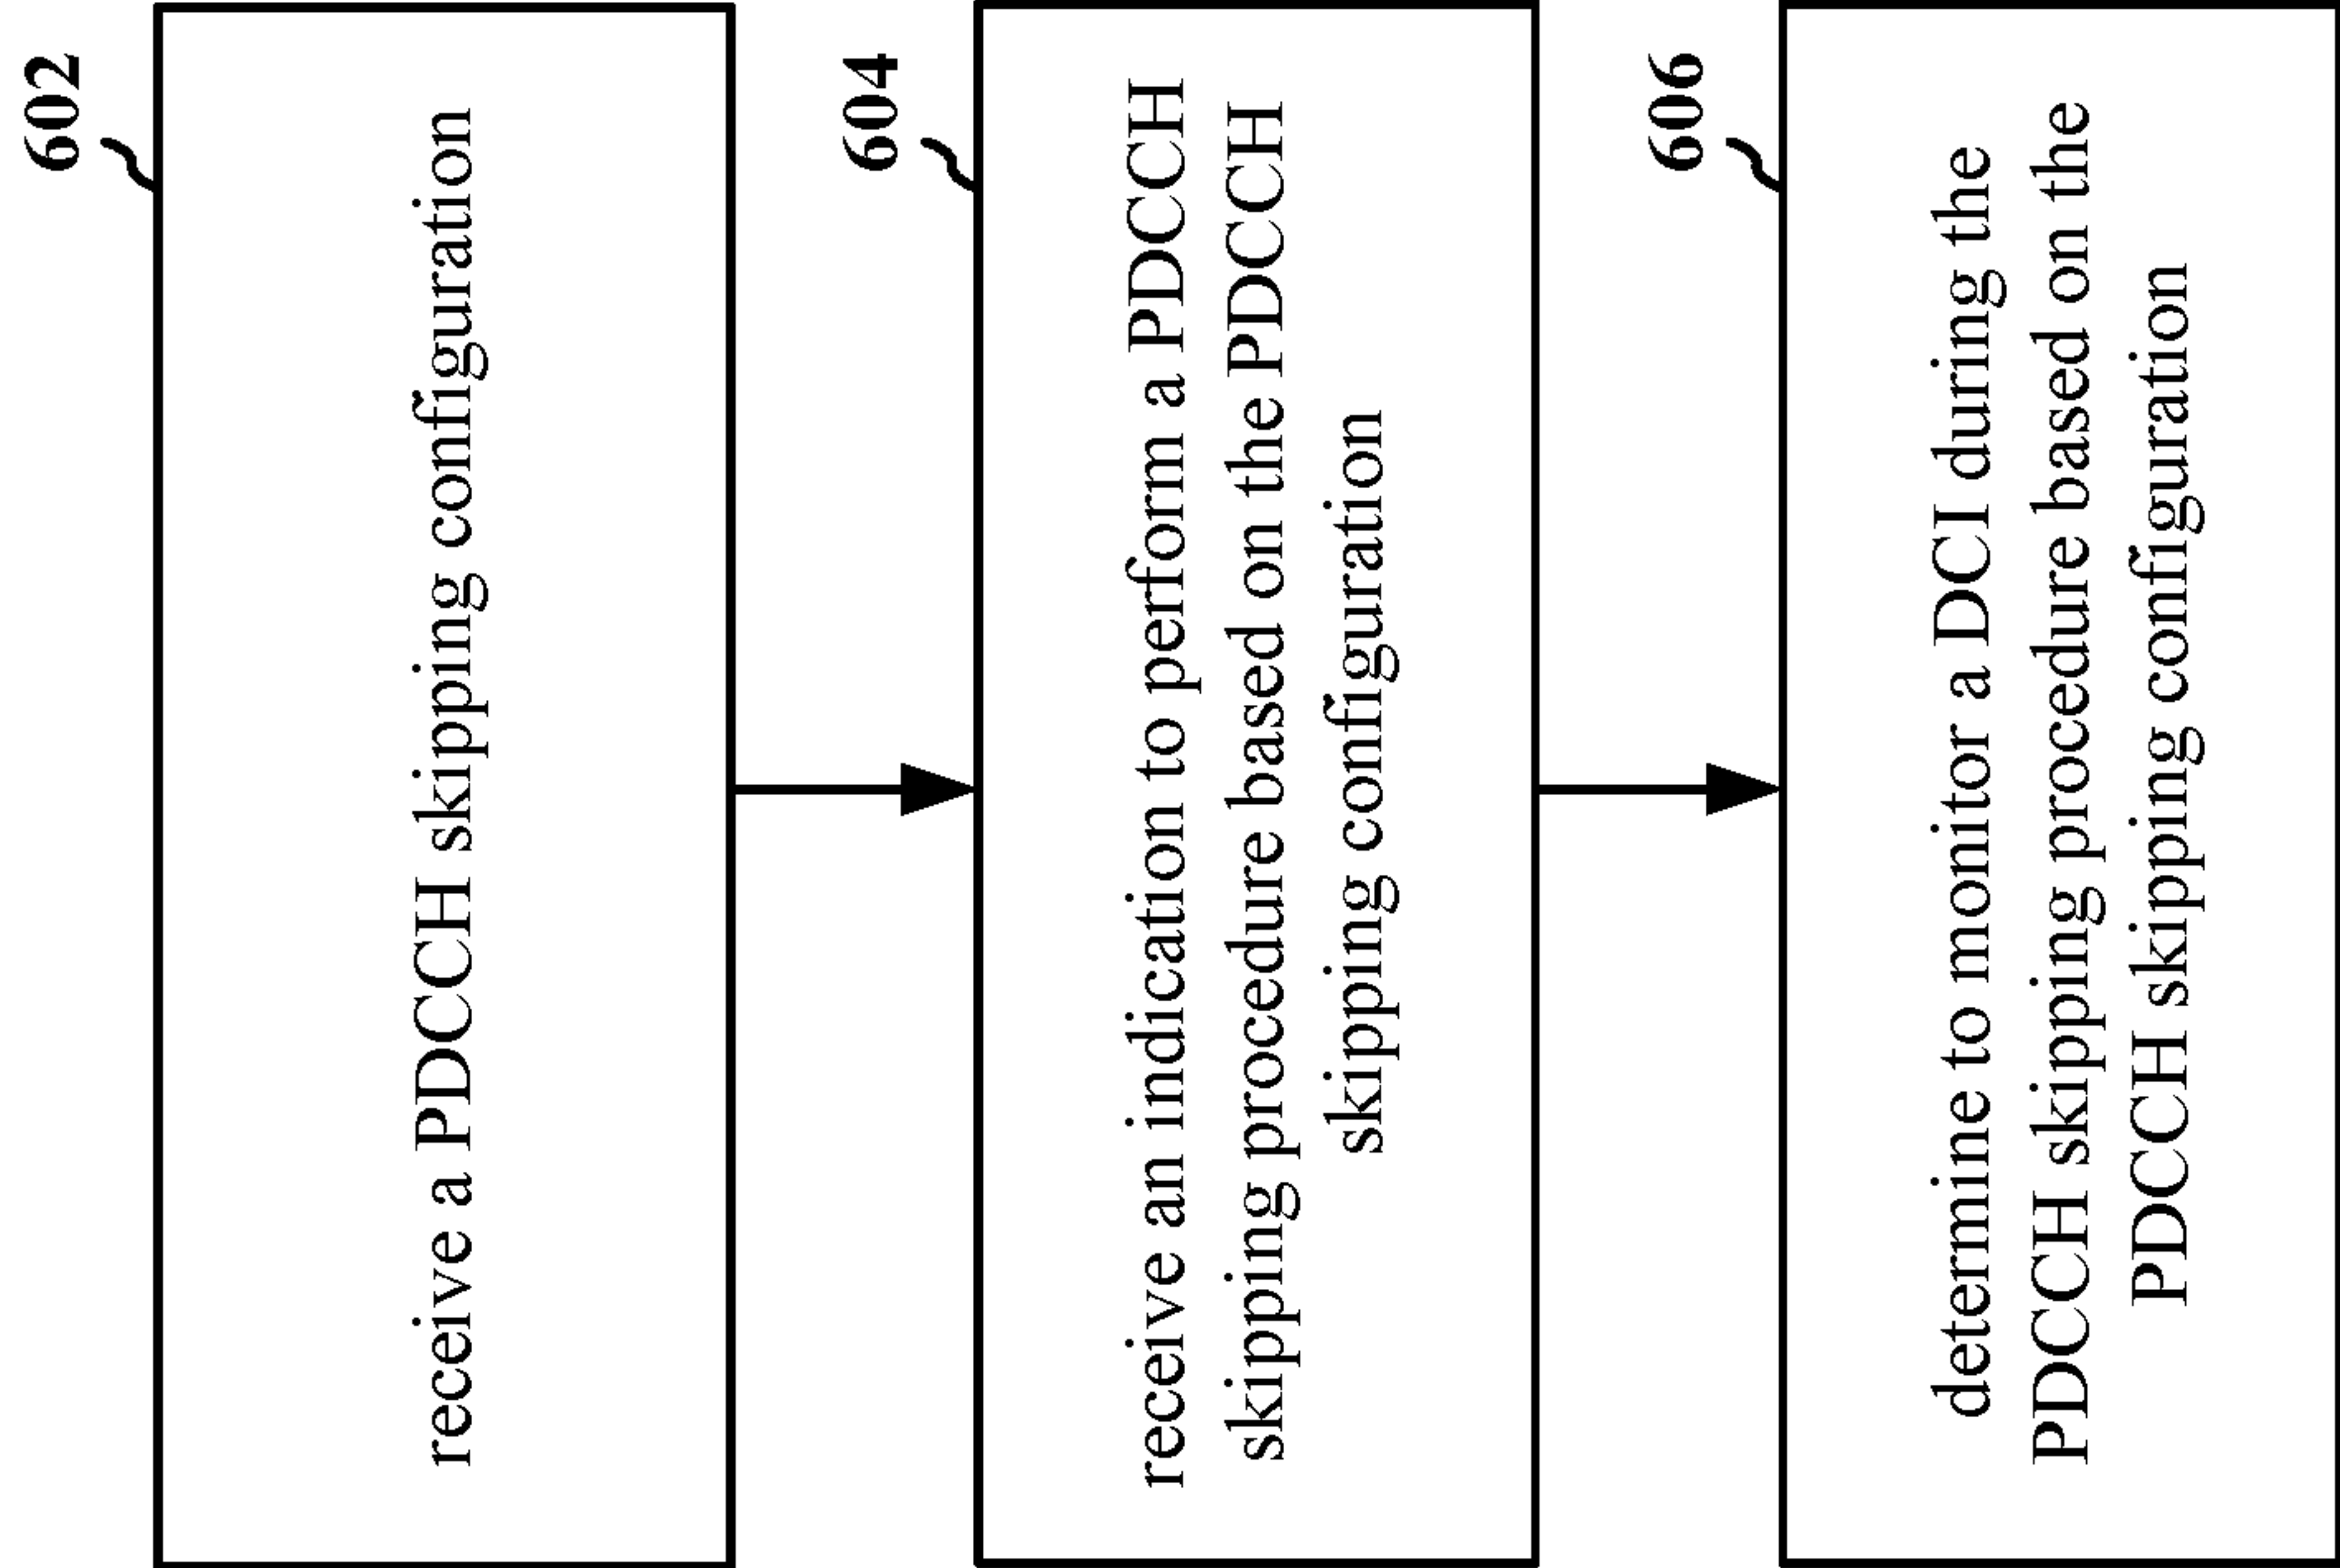 602
receive a PDCCH skipping configuration
604
receive an indication to perform a PDCCH
skipping procedure based on the PDCCH
skipping configuration
606
determine to monitor a DCI during the
PDCCH skipping procedure based on the
PDCCH skipping configuration